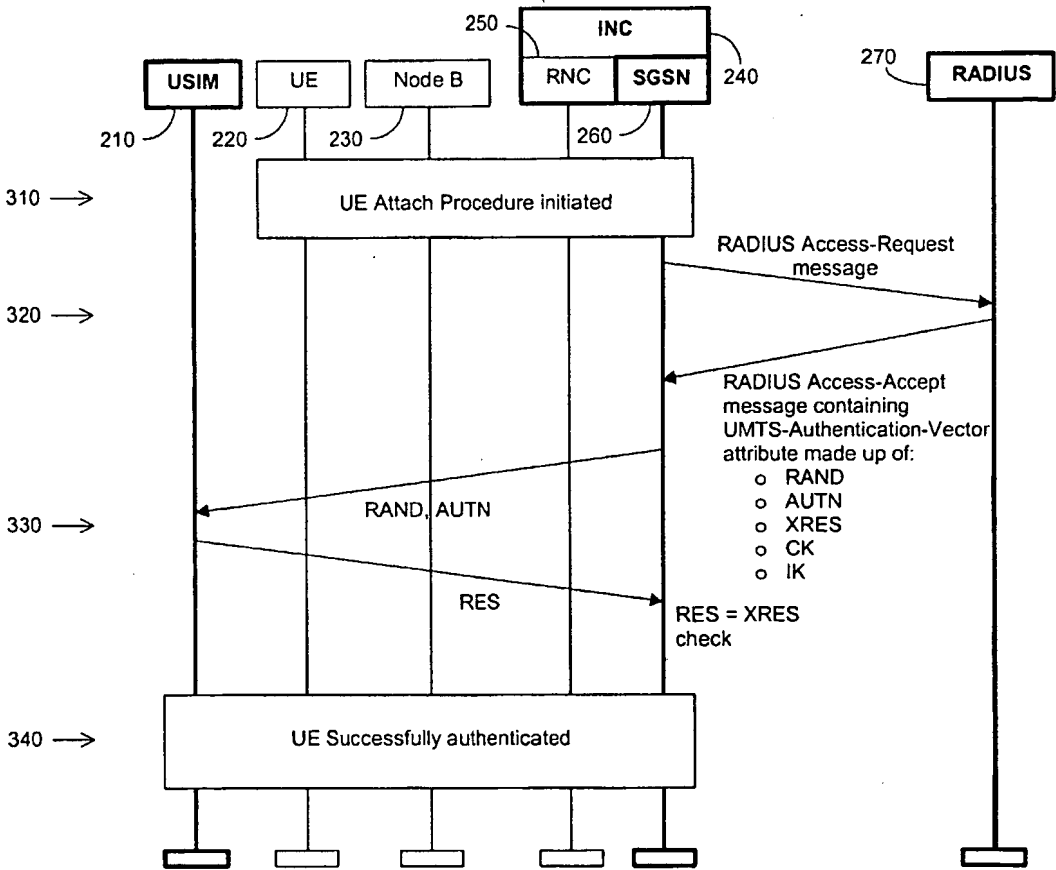 250
INC
240
270
USIM
UE
Node B
RNC
SGSN
RADIUS
210
220
230
260
310
UE Attach Procedure initiated
RADIUS Access-Request
message
320
RADIUS Access-Accept
message containing
UMTS-Authentication-Vector
attribute made up of:
o RAND
o AUTN
o XRES
o CK
o IK
RAND, AUTN
330
RES
RES = XRES
check
340
UE Successfully authenticated